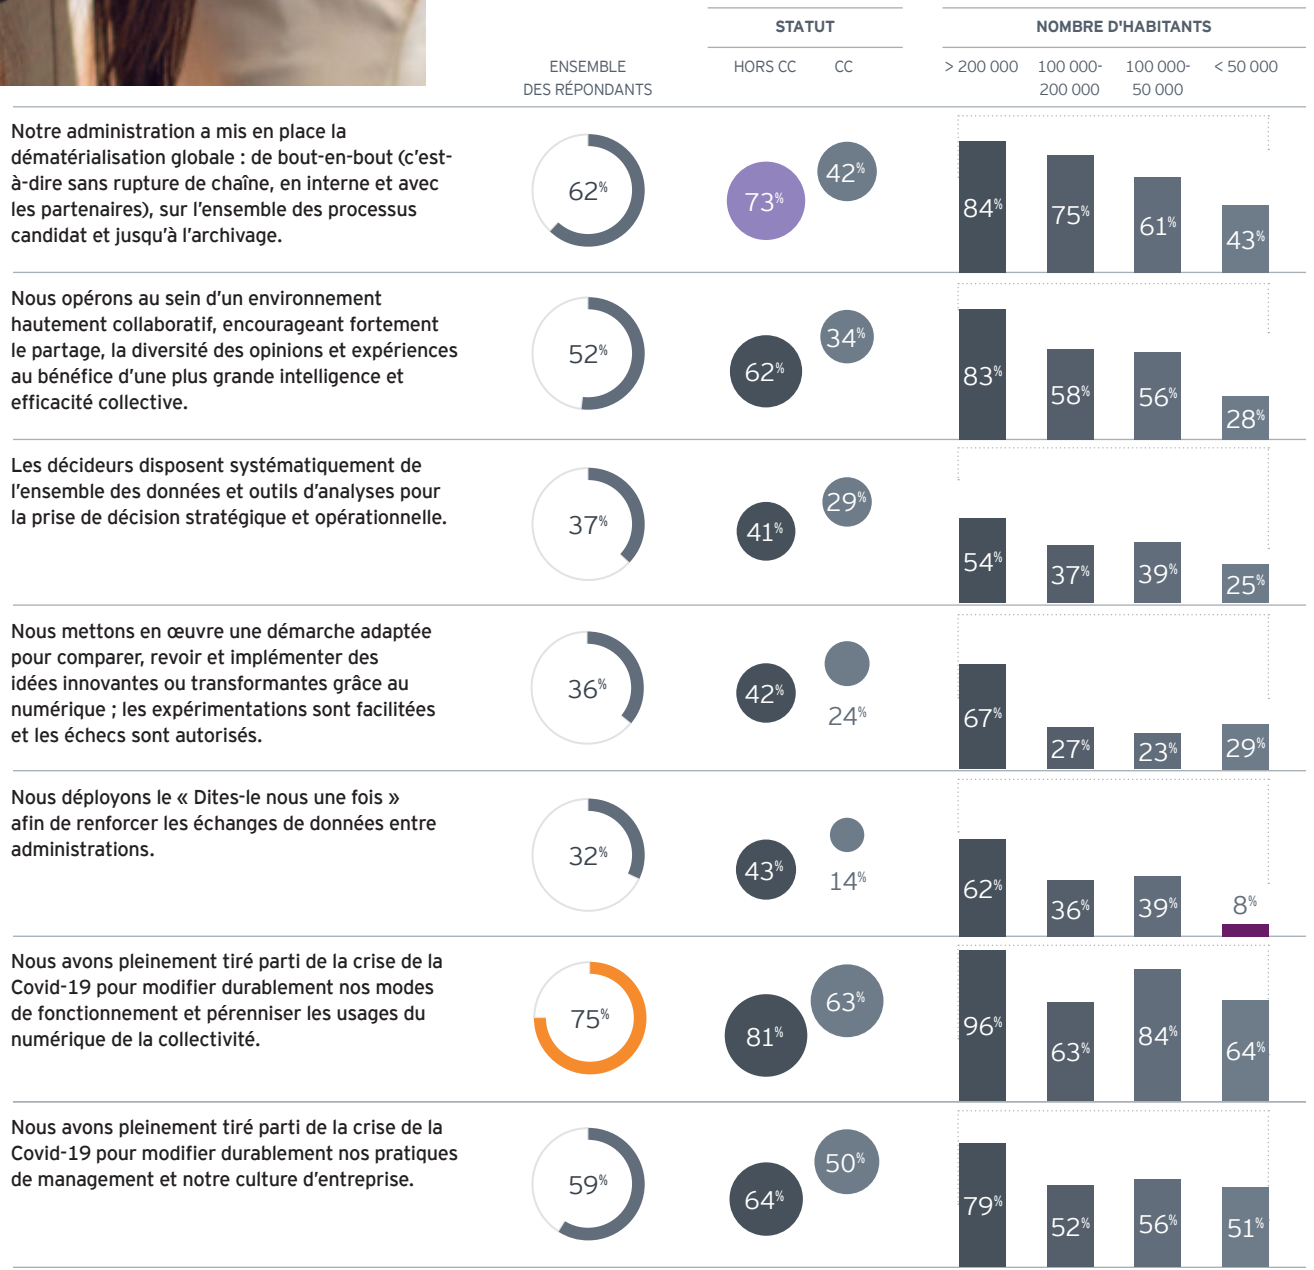 STATUT
NOMBRE D'HABITANTS
ENSEMBLE
DES RÉPONDANTS
HORS CC
CC
> 200 000
100 000-
200 000
100 000-
50 000
< 50 000
Notre administration a mis en place la
dématérialisation globale : de bout-en-bout (c'est-
à-dire sans rupture de chaîne, en interne et avec
les partenaires), sur l'ensemble des processus
candidat et jusqu'à l'archivage.
62%
73%
42%
84%
75%
61%
43%
Nous opérons au sein d'un environnement
hautement collaboratif, encourageant fortement
le partage, la diversité des opinions et expériences
au bénéfice d'une plus grande intelligence et
efficacité collective.
52%
62%
34%
83%
58%
56%
28%
Les décideurs disposent systématiquement de
l'ensemble des données et outils d'analyses pour
la prise de décision stratégique et opérationnelle.
37%
41%
29%
54%
37%
39%
25%
Nous mettons en œuvre une démarche adaptée
pour comparer, revoir et implémenter des
idées innovantes ou transformantes grâce au
numérique ; les expérimentations sont facilitées
et les échecs sont autorisés.
36%
42%
24%
67%
27%
23%
29%
Nous déployons le « Dites-le nous une fois »
afin de renforcer les échanges de données entre
administrations.
32%
43%
14%
62%
36%
39%
8%
Nous avons pleinement tiré parti de la crise de la
Covid-19 pour modifier durablement nos modes
de fonctionnement et pérenniser les usages du
numérique de la collectivité.
75%
81%
63%
96%
63%
84%
64%
Nous avons pleinement tiré parti de la crise de la
Covid-19 pour modifier durablement nos pratiques
de management et notre culture d'entreprise.
59%
64%
50%
79%
52%
56%
51%